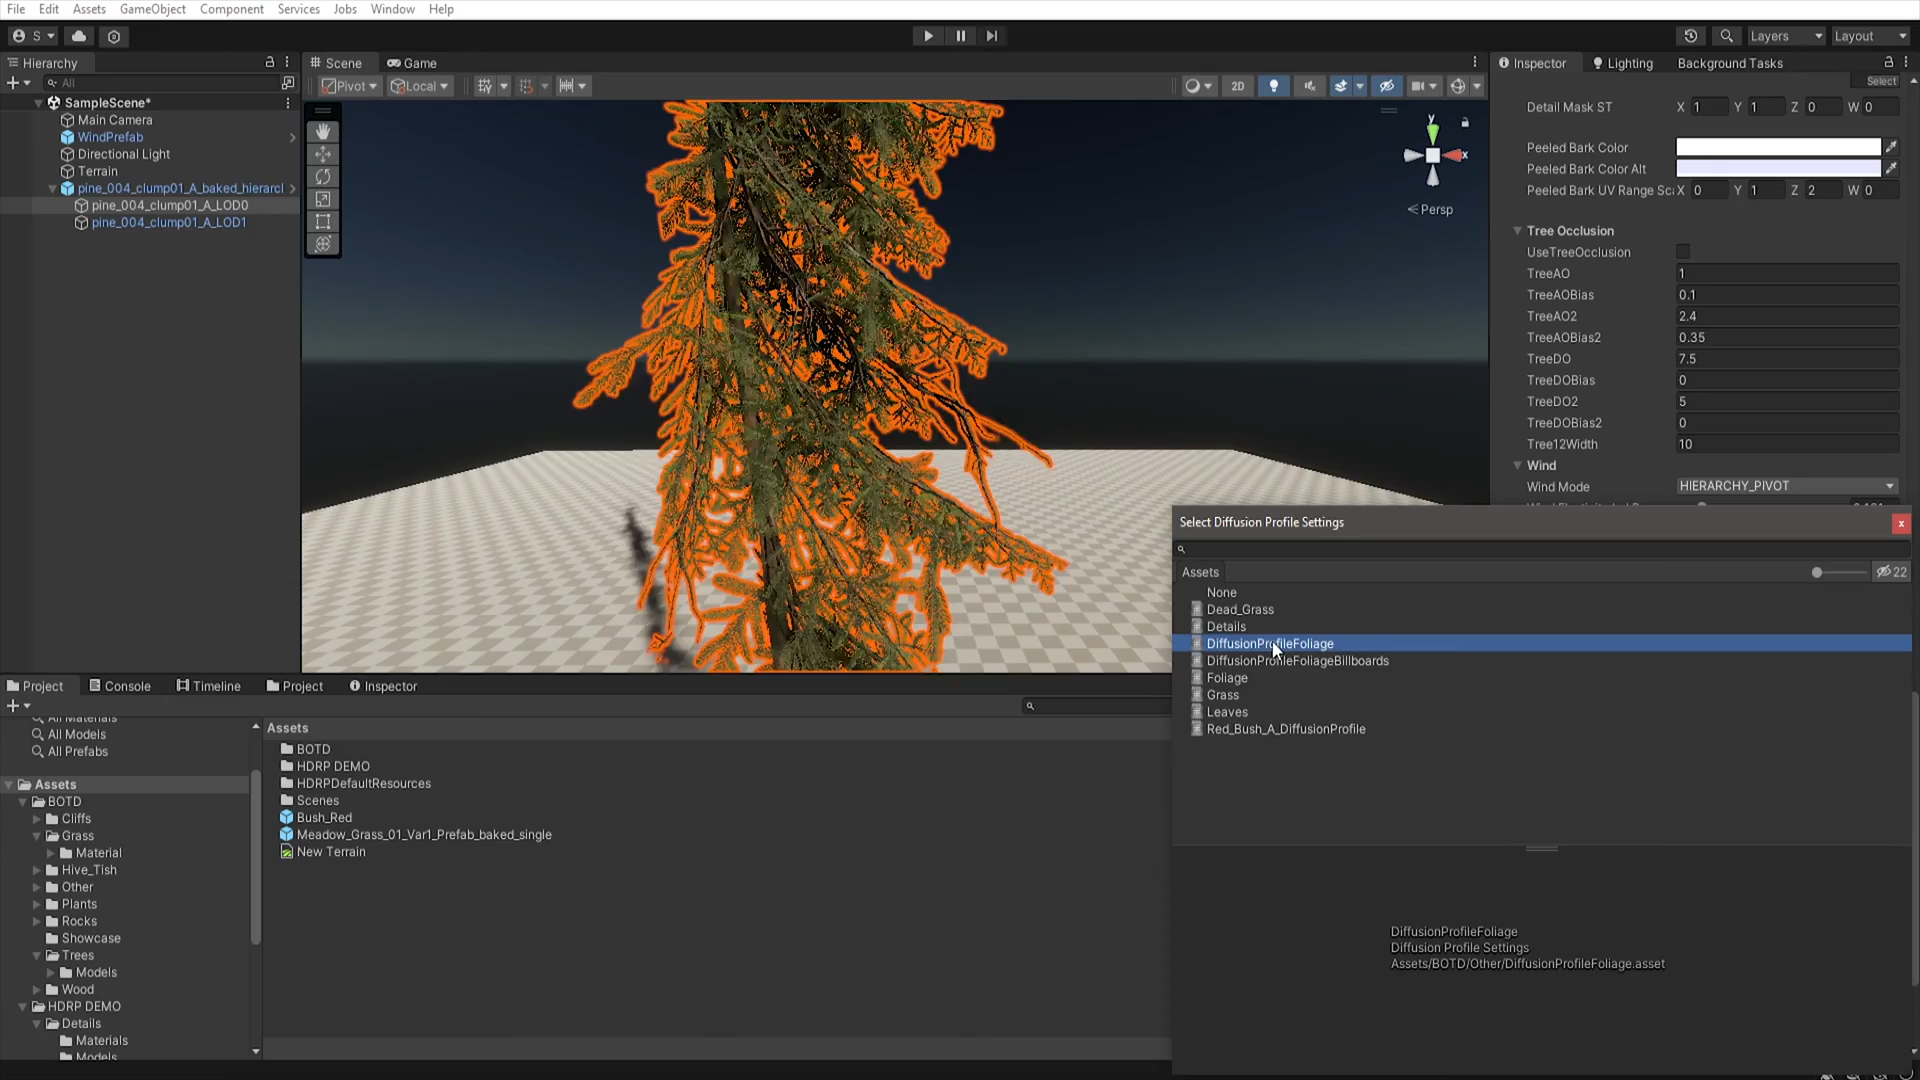 File Edit Assets GameObject Component Services Jobs Window Help
S Layers Layout
Hierarchy
All
SampleScene*
Main Camera
WindPrefab
Directional Light
Terrain
pine_004_clump01_A_baked_hierarcl
pine_004_clump01_A_LOD0
pine_004_clump01_A_LOD1
Scene Game
Pivot Local 2D
y
x
Persp
Inspector Lighting Background Tasks
Select
Detail Mask ST X 1 Y 1 Z 0 W 0
Peeled Bark Color
Peeled Bark Color Alt
Peeled Bark UV Range Sca X 0 Y 1 Z 2 W 0
Tree Occlusion
UseTreeOcclusion
TreeAO 1
TreeAOBias 0.1
TreeAO2 2.4
TreeAOBias2 0.35
TreeDO 7.5
TreeDOBias 0
TreeDO2 5
TreeDOBias2 0
Tree12Width 10
Wind
Wind Mode HIERARCHY_PIVOT
Select Diffusion Profile Settings
x
Assets 22
None
Dead_Grass
Details
DiffusionProfileFoliage
DiffusionProfileFoliageBillboards
Foliage
Grass
Leaves
Red_Bush_A_DiffusionProfile
DiffusionProfileFoliage
Diffusion Profile Settings
Assets/BOTD/Other/DiffusionProfileFoliage.asset
Project Console Timeline Project Inspector
All Materials
All Models
All Prefabs
Assets
BOTD
Cliffs
Grass
Material
Hive_Tish
Other
Plants
Rocks
Showcase
Trees
Models
Wood
HDRP DEMO
Details
Materials
Models
Assets
BOTD
HDRP DEMO
HDRPDefaultResources
Scenes
Bush_Red
Meadow_Grass_01_Var1_Prefab_baked_single
New Terrain